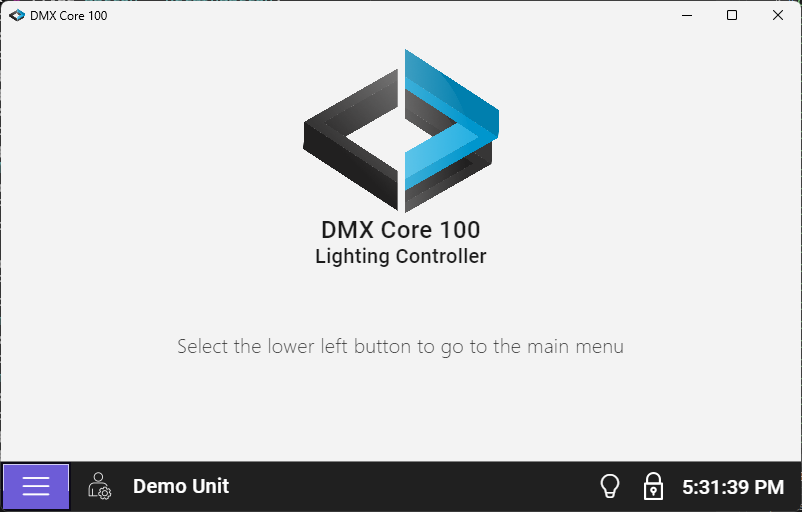 DMX Core 100
DMX Core 100
Lighting Controller
Select the lower left button to go to the main menu
Demo Unit
5:31:39 PM